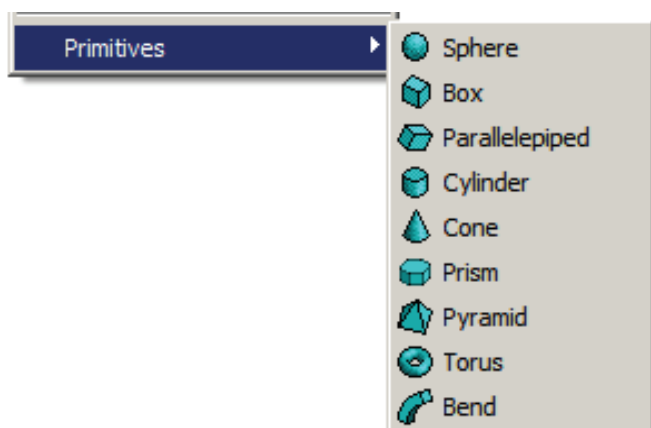 Primitives
Sphere
Box
Parallelepiped
Cylinder
Cone
Prism
Pyramid
Torus
Bend